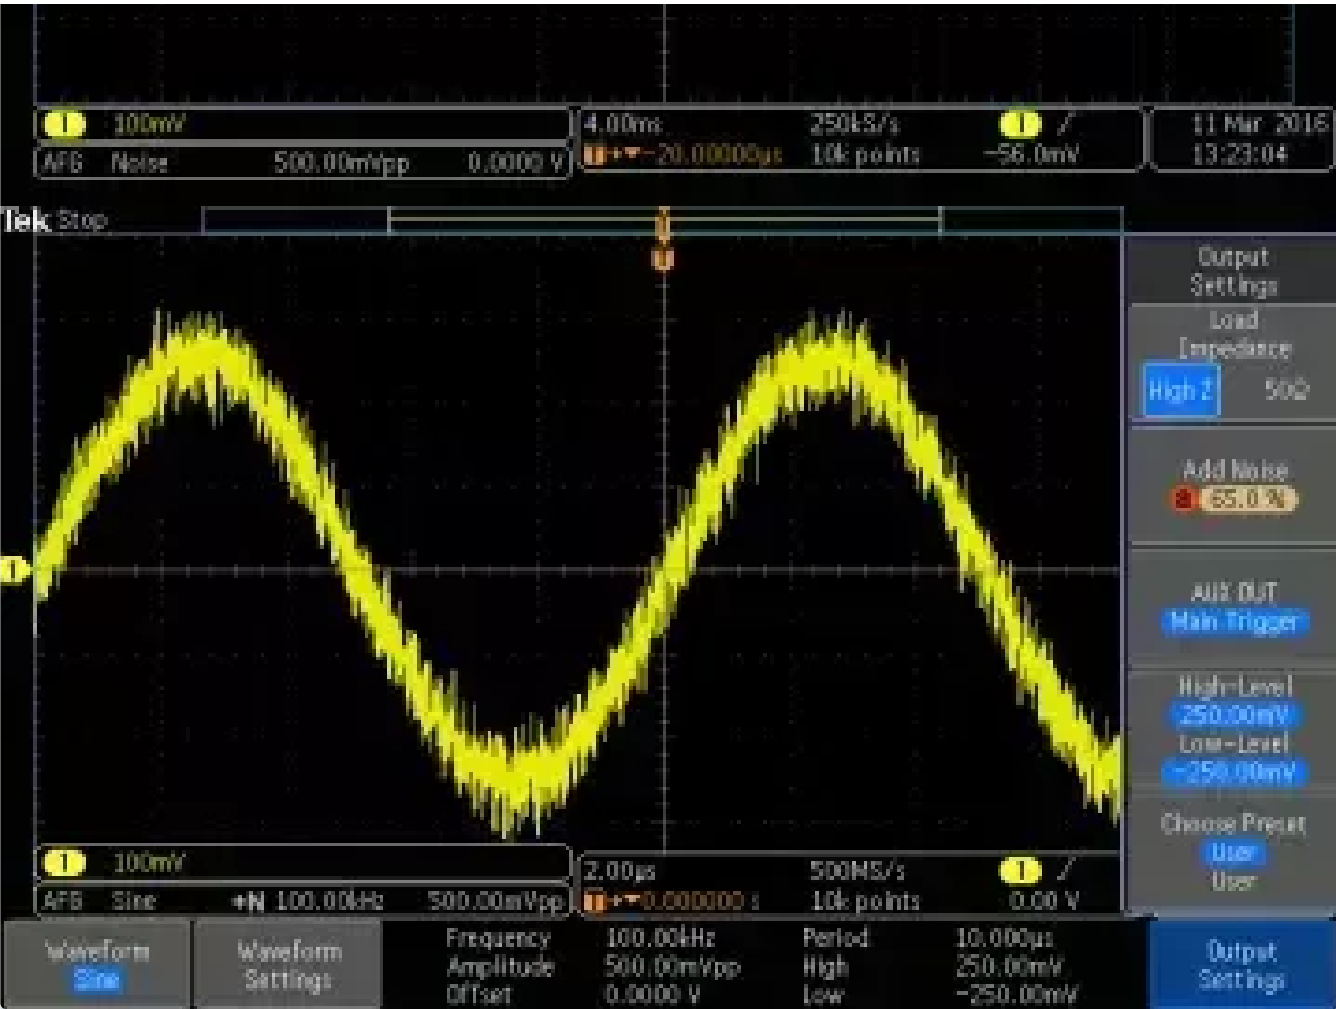 1 100mV
AFG Noise 500.00mVpp 0.0000 V
4.00ms 250kS/s 1 /
T -20.00000µs 10k points -56.0mV
11 Mar 2016
13:23:04
Tek Stop
T
Output
Settings
Load
Impedance
High Z 50Ω
Add Noise
a 65.0 %
AUX OUT
Main Trigger
High-Level
250.00mV
Low-Level
-250.00mV
Choose Preset
User
User
1
1 100mV
AFG Sine +N 100.00kHz 500.00mVpp
2.00µs 500MS/s 1 /
T 0.000000 s 10k points 0.00 V
Waveform
Sine
Waveform
Settings
Frequency 100.00kHz Period 10.000µs
Amplitude 500.00mVpp High 250.00mV
Offset 0.0000 V Low -250.00mV
Output
Settings